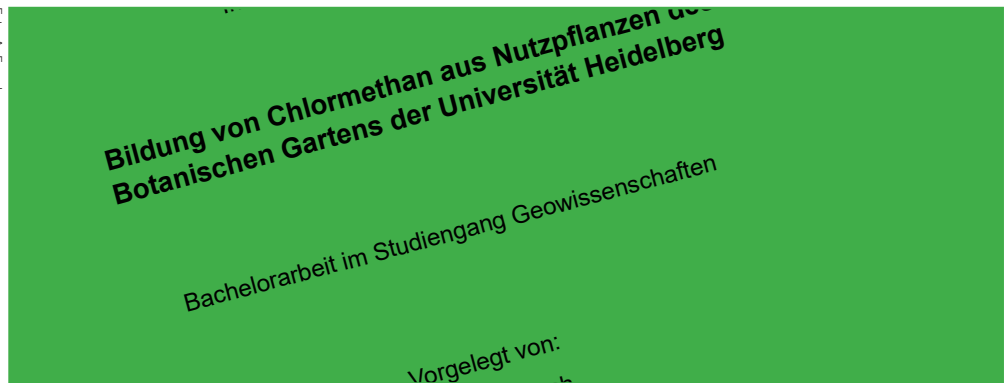 Bildung von Chlormethan aus Nutzpflanzen des
Botanischen Gartens der Universität Heidelberg
Bachelorarbeit im Studiengang Geowissenschaften
Vorgelegt von: